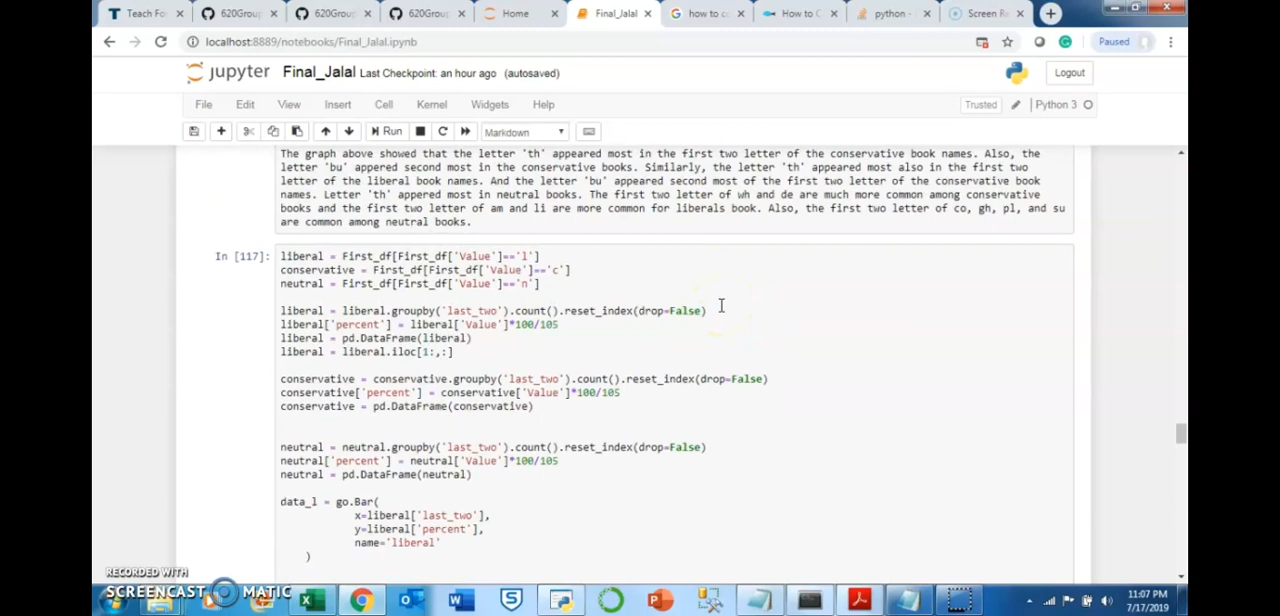 Teach Fo
620Group
620Group
620Group
Home
Final_Jalal
how to co
How to C
python -
Screen Re
localhost:8889/notebooks/Final_Jalal.ipynb
Paused
jupyter Final_Jalal Last Checkpoint: an hour ago (autosaved)
Logout
File Edit View Insert Cell Kernel Widgets Help
Trusted Python 3
Run Markdown
The graph above showed that the letter 'th' appeared most in the first two letter of the conservative book names. Also, the
letter 'bu' appered second most in the conservative books. Similarly, the letter 'th' appeared most also in the first two
letter of the liberal book names. And the letter 'bu' appeared second most of the first two letter of the conservative book
names. Letter 'th' appered most in neutral books. The first two letter of wh and de are much more common among conservative
books and the first two letter of am and li are more common for liberals book. Also, the first two letter of co, gh, pl, and su
are common among neutral books.
In [117]:
liberal = First_df[First_df['Value']=='l']
conservative = First_df[First_df['Value']=='c']
neutral = First_df[First_df['Value']=='n']
liberal = liberal.groupby('last_two').count().reset_index(drop=False)
liberal['percent'] = liberal['Value']*100/105
liberal = pd.DataFrame(liberal)
liberal = liberal.iloc[1:,:]
conservative = conservative.groupby('last_two').count().reset_index(drop=False)
conservative['percent'] = conservative['Value']*100/105
conservative = pd.DataFrame(conservative)
neutral = neutral.groupby('last_two').count().reset_index(drop=False)
neutral['percent'] = neutral['Value']*100/105
neutral = pd.DataFrame(neutral)
data_l = go.Bar(
x=liberal['last_two'],
y=liberal['percent'],
name='liberal'
)
RECORDED WITH
SCREENCAST MATIC
11:07 PM
7/17/2019